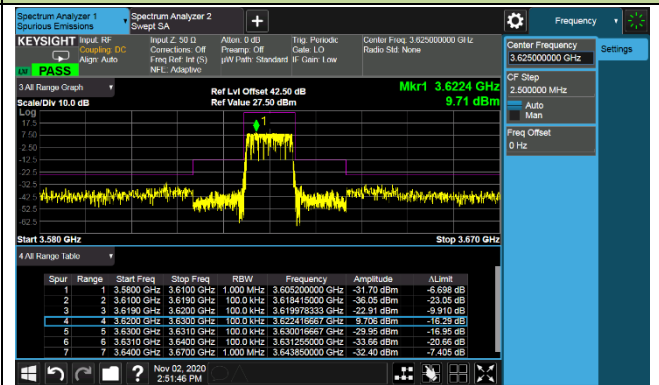 Spectrum Analyzer 1
Spurious Emissions
Spectrum Analyzer 2
Swept SA
+
Frequency
KEYSIGHT
Input: RF
Coupling: DC
Align: Auto
Input Z: 50 Ω
Corrections: Off
Freq Ref: Int (S)
NFE: Adaptive
Atten: 0 dB
Preamp: Off
µW Path: Standard
Trig: Periodic
Gate: LO
IF Gain: Low
Center Freq: 3.625000000 GHz
Radio Std: None
LW PASS
Center Frequency
3.625000000 GHz
Settings
CF Step
2.500000 MHz
Auto
Man
Freq Offset
0 Hz
3 All Range Graph
Scale/Div 10.0 dB
Ref Lvl Offset 42.50 dB
Ref Value 27.50 dBm
Mkr1 3.6224 GHz
9.71 dBm
Log
17.5
7.50
-2.50
-12.5
-22.5
-32.5
-42.5
-52.5
-62.5
1
Start 3.580 GHz
Stop 3.670 GHz
4 All Range Table
Spur Range Start Freq Stop Freq RBW Frequency Amplitude ΔLimit
1 1 3.5800 GHz 3.6100 GHz 1.000 MHz 3.605200000 GHz -31.70 dBm -6.698 dB
2 2 3.6100 GHz 3.6190 GHz 100.0 kHz 3.618415000 GHz -36.05 dBm -23.05 dB
3 3 3.6190 GHz 3.6200 GHz 100.0 kHz 3.619978333 GHz -22.91 dBm -9.910 dB
4 4 3.6200 GHz 3.6300 GHz 100.0 kHz 3.622416667 GHz 9.706 dBm -16.29 dB
5 5 3.6300 GHz 3.6310 GHz 100.0 kHz 3.630016667 GHz -29.95 dBm -16.95 dB
6 6 3.6310 GHz 3.6400 GHz 100.0 kHz 3.631255000 GHz -33.66 dBm -20.66 dB
7 7 3.6400 GHz 3.6700 GHz 1.000 MHz 3.643850000 GHz -32.40 dBm -7.405 dB
?
Nov 02, 2020
2:51:46 PM